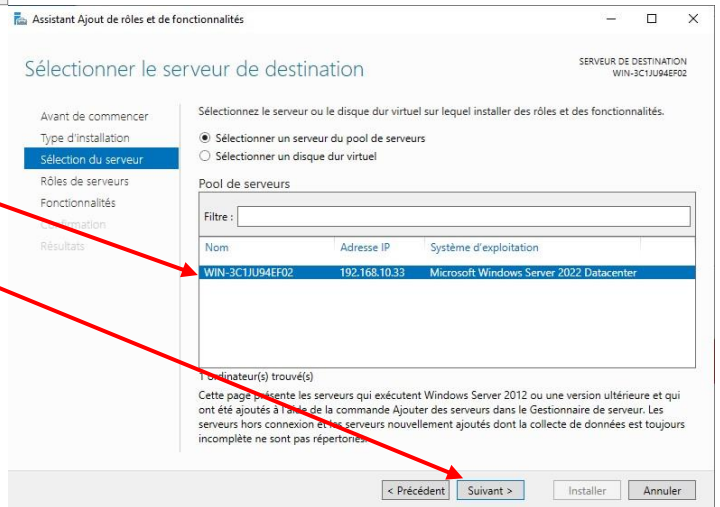 Assistant Ajout de rôles et de fonctionnalités
Sélectionner le serveur de destination
SERVEUR DE DESTINATION
WIN-3C1JU94EF02
Avant de commencer
Type d'installation
Sélection du serveur
Rôles de serveurs
Fonctionnalités
Confirmation
Résultats
Sélectionnez le serveur ou le disque dur virtuel sur lequel installer des rôles et des fonctionnalités.
Sélectionner un serveur du pool de serveurs
Sélectionner un disque dur virtuel
Pool de serveurs
Filtre :
Nom Adresse IP Système d'exploitation
WIN-3C1JU94EF02 192.168.10.33 Microsoft Windows Server 2022 Datacenter
1 ordinateur(s) trouvé(s)
Cette page présente les serveurs qui exécutent Windows Server 2012 ou une version ultérieure et qui
ont été ajoutés à l'aide de la commande Ajouter des serveurs dans le Gestionnaire de serveur. Les
serveurs hors connexion et les serveurs nouvellement ajoutés dont la collecte de données est toujours
incomplète ne sont pas répertoriés.
< Précédent Suivant > Installer Annuler